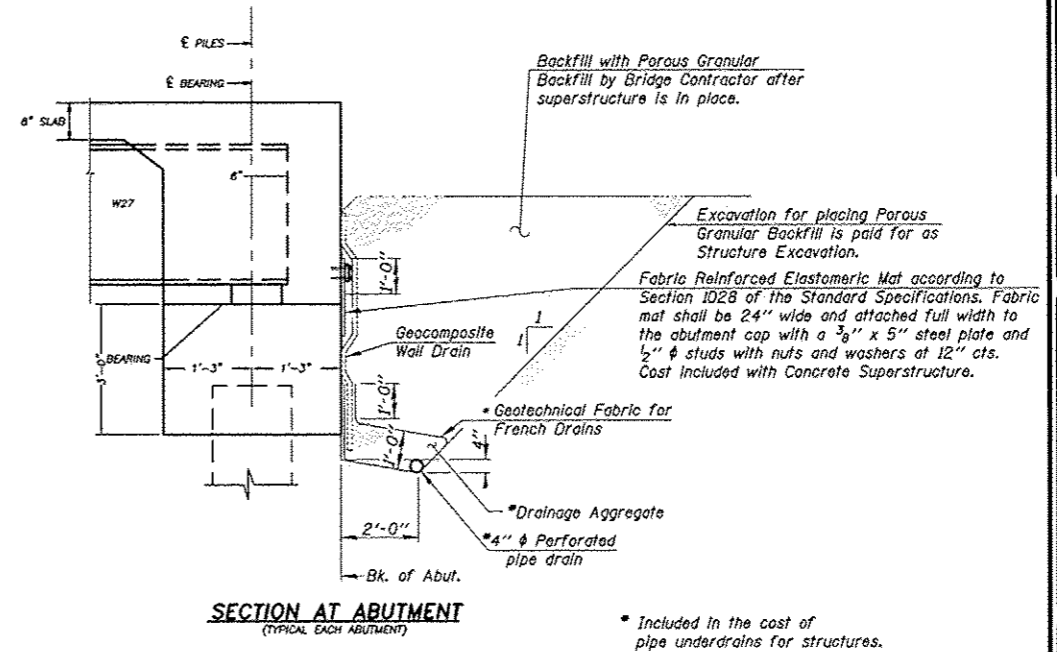 ℄ PILES
℄ BEARING
8" SLAB
6"
W27
BEARING
3'-0"
1'-3"
1'-3"
Backfill with Porous Granular
Backfill by Bridge Contractor after
superstructure is in place.
Excavation for placing Porous
Granular Backfill is paid for as
Structure Excavation.
Fabric Reinforced Elastomeric Mat according to
Section 1028 of the Standard Specifications. Fabric
mat shall be 24" wide and attached full width to
the abutment cap with a 3/8" x 5" steel plate and
1/2" ϕ studs with nuts and washers at 12" cts.
Cost included with Concrete Superstructure.
1'-0"
1
1
Geocomposite
Wall Drain
1'-0"
* Geotechnical Fabric for
French Drains
1'-0"
4"
*Drainage Aggregate
2'-0"
*4" ϕ Perforated
pipe drain
Bk. of Abut.
SECTION AT ABUTMENT
(TYPICAL EACH ABUTMENT)
* Included in the cost of
pipe underdrains for structures.